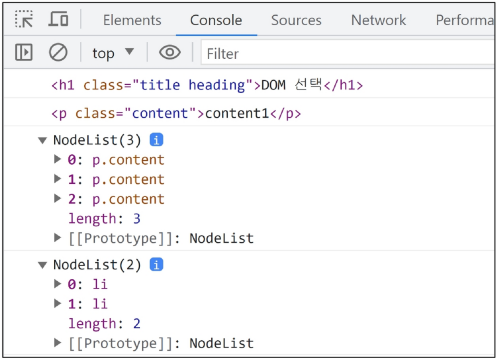 Elements Console Sources Network Performa
top Filter
<h1 class="title heading">DOM 선택</h1>
<p class="content">content1</p>
NodeList(3) i
0: p.content
1: p.content
2: p.content
length: 3
[[Prototype]]: NodeList
NodeList(2) i
0: li
1: li
length: 2
[[Prototype]]: NodeList